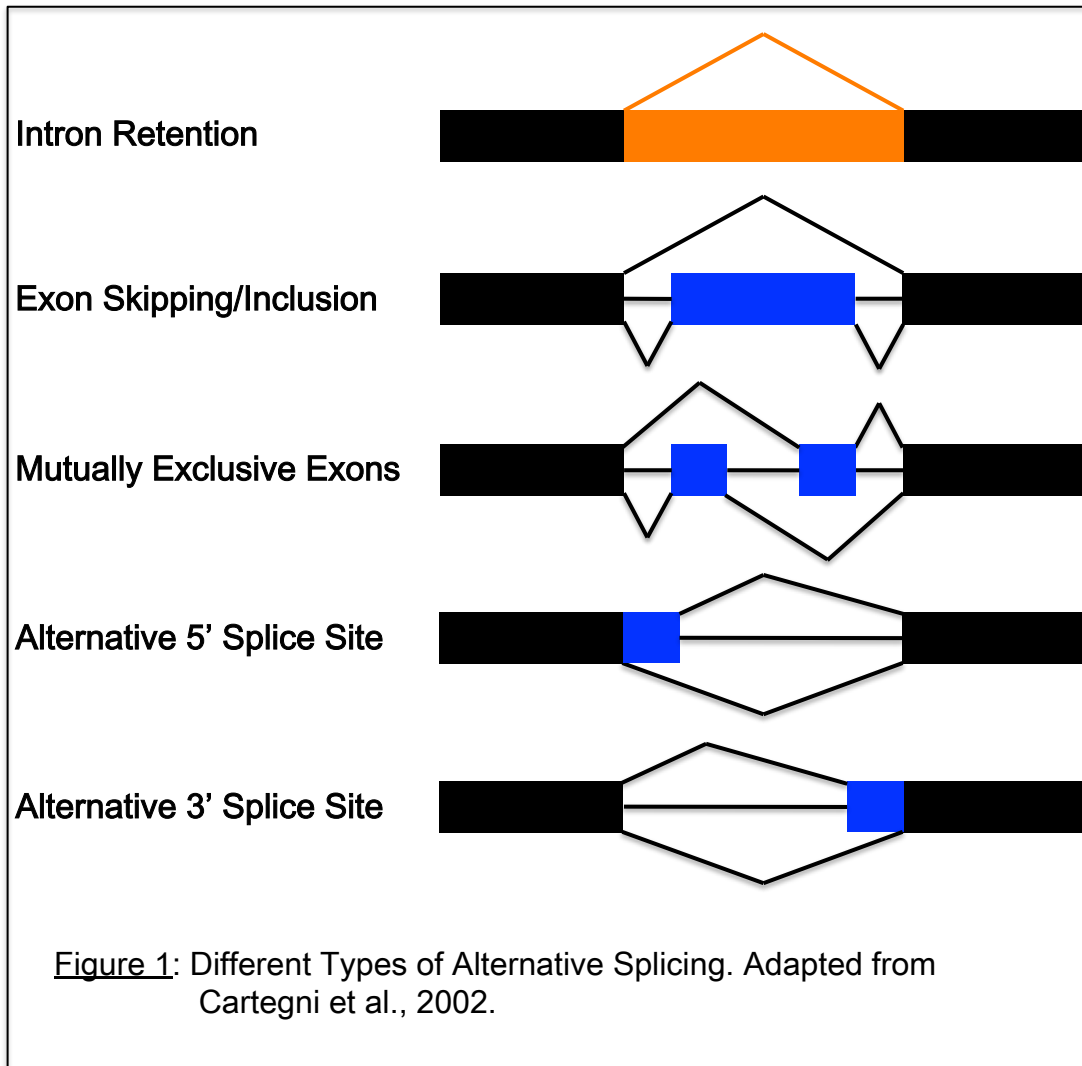 Intron Retention
Exon Skipping/Inclusion
Mutually Exclusive Exons
Alternative 5’ Splice Site
Alternative 3’ Splice Site
Figure 1: Different Types of Alternative Splicing. Adapted from
Cartegni et al., 2002.